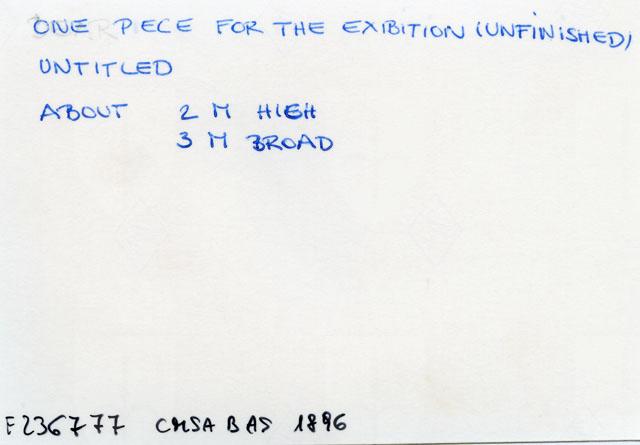 ONE PIECE FOR THE EXIBITION (UNFINISHED)
UNTITLED
ABOUT 2 M HIGH
3 M BROAD
F236777 CMSA BAS 1896